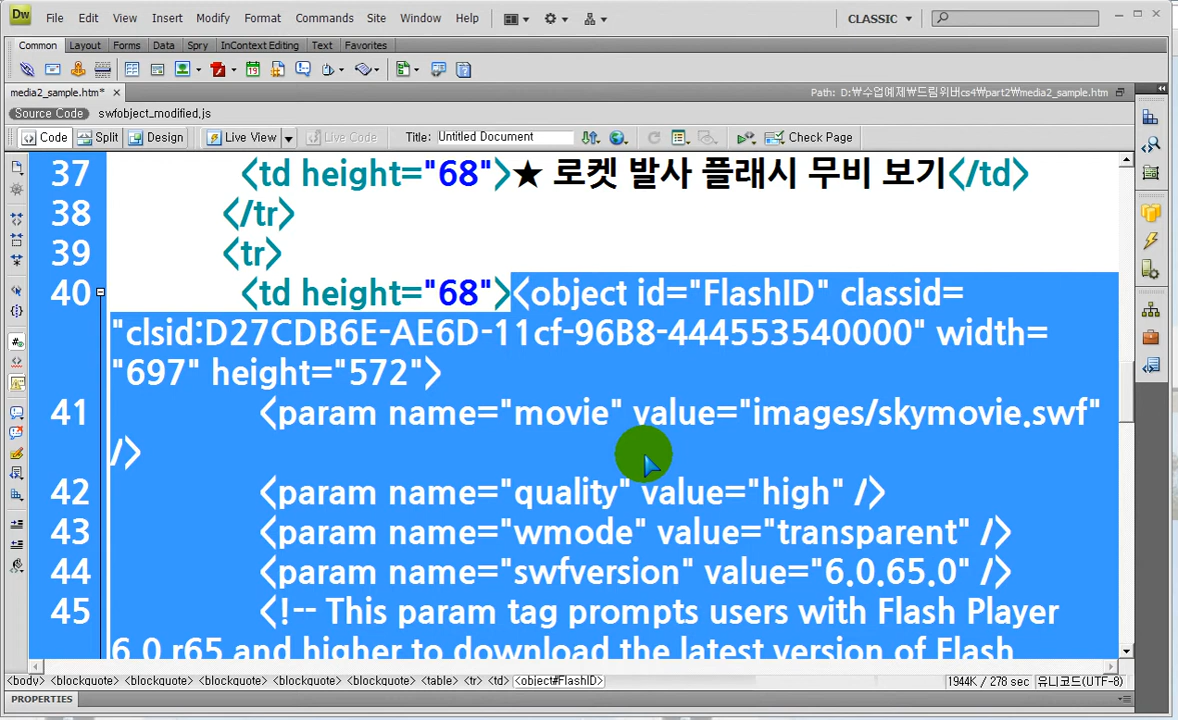 Dw File Edit View Insert Modify Format Commands Site Window Help CLASSIC
Common Layout Forms Data Spry InContext Editing Text Favorites
media2_sample.htm* Path: D:₩수업예제₩드림위버cs4₩part2₩media2_sample.htm
Source Code swfobject_modified.js
Code Split Design Live View Live Code Title: Untitled Document Check Page
37 <td height="68">★ 로켓 발사 플래시 무비 보기</td>
38 </tr>
39 <tr>
40 <td height="68"><object id="FlashID" classid=
"clsid:D27CDB6E-AE6D-11cf-96B8-444553540000" width=
"697" height="572">
41 <param name="movie" value="images/skymovie.swf"
/>
42 <param name="quality" value="high" />
43 <param name="wmode" value="transparent" />
44 <param name="swfversion" value="6.0.65.0" />
45 <!-- This param tag prompts users with Flash Player
6.0 r65 and higher to download the latest version of Flash
<body> <blockquote> <blockquote> <blockquote> <blockquote> <blockquote> <table> <tr> <td> <object#FlashID> 1944K / 278 sec 유니코드(UTF-8)
PROPERTIES